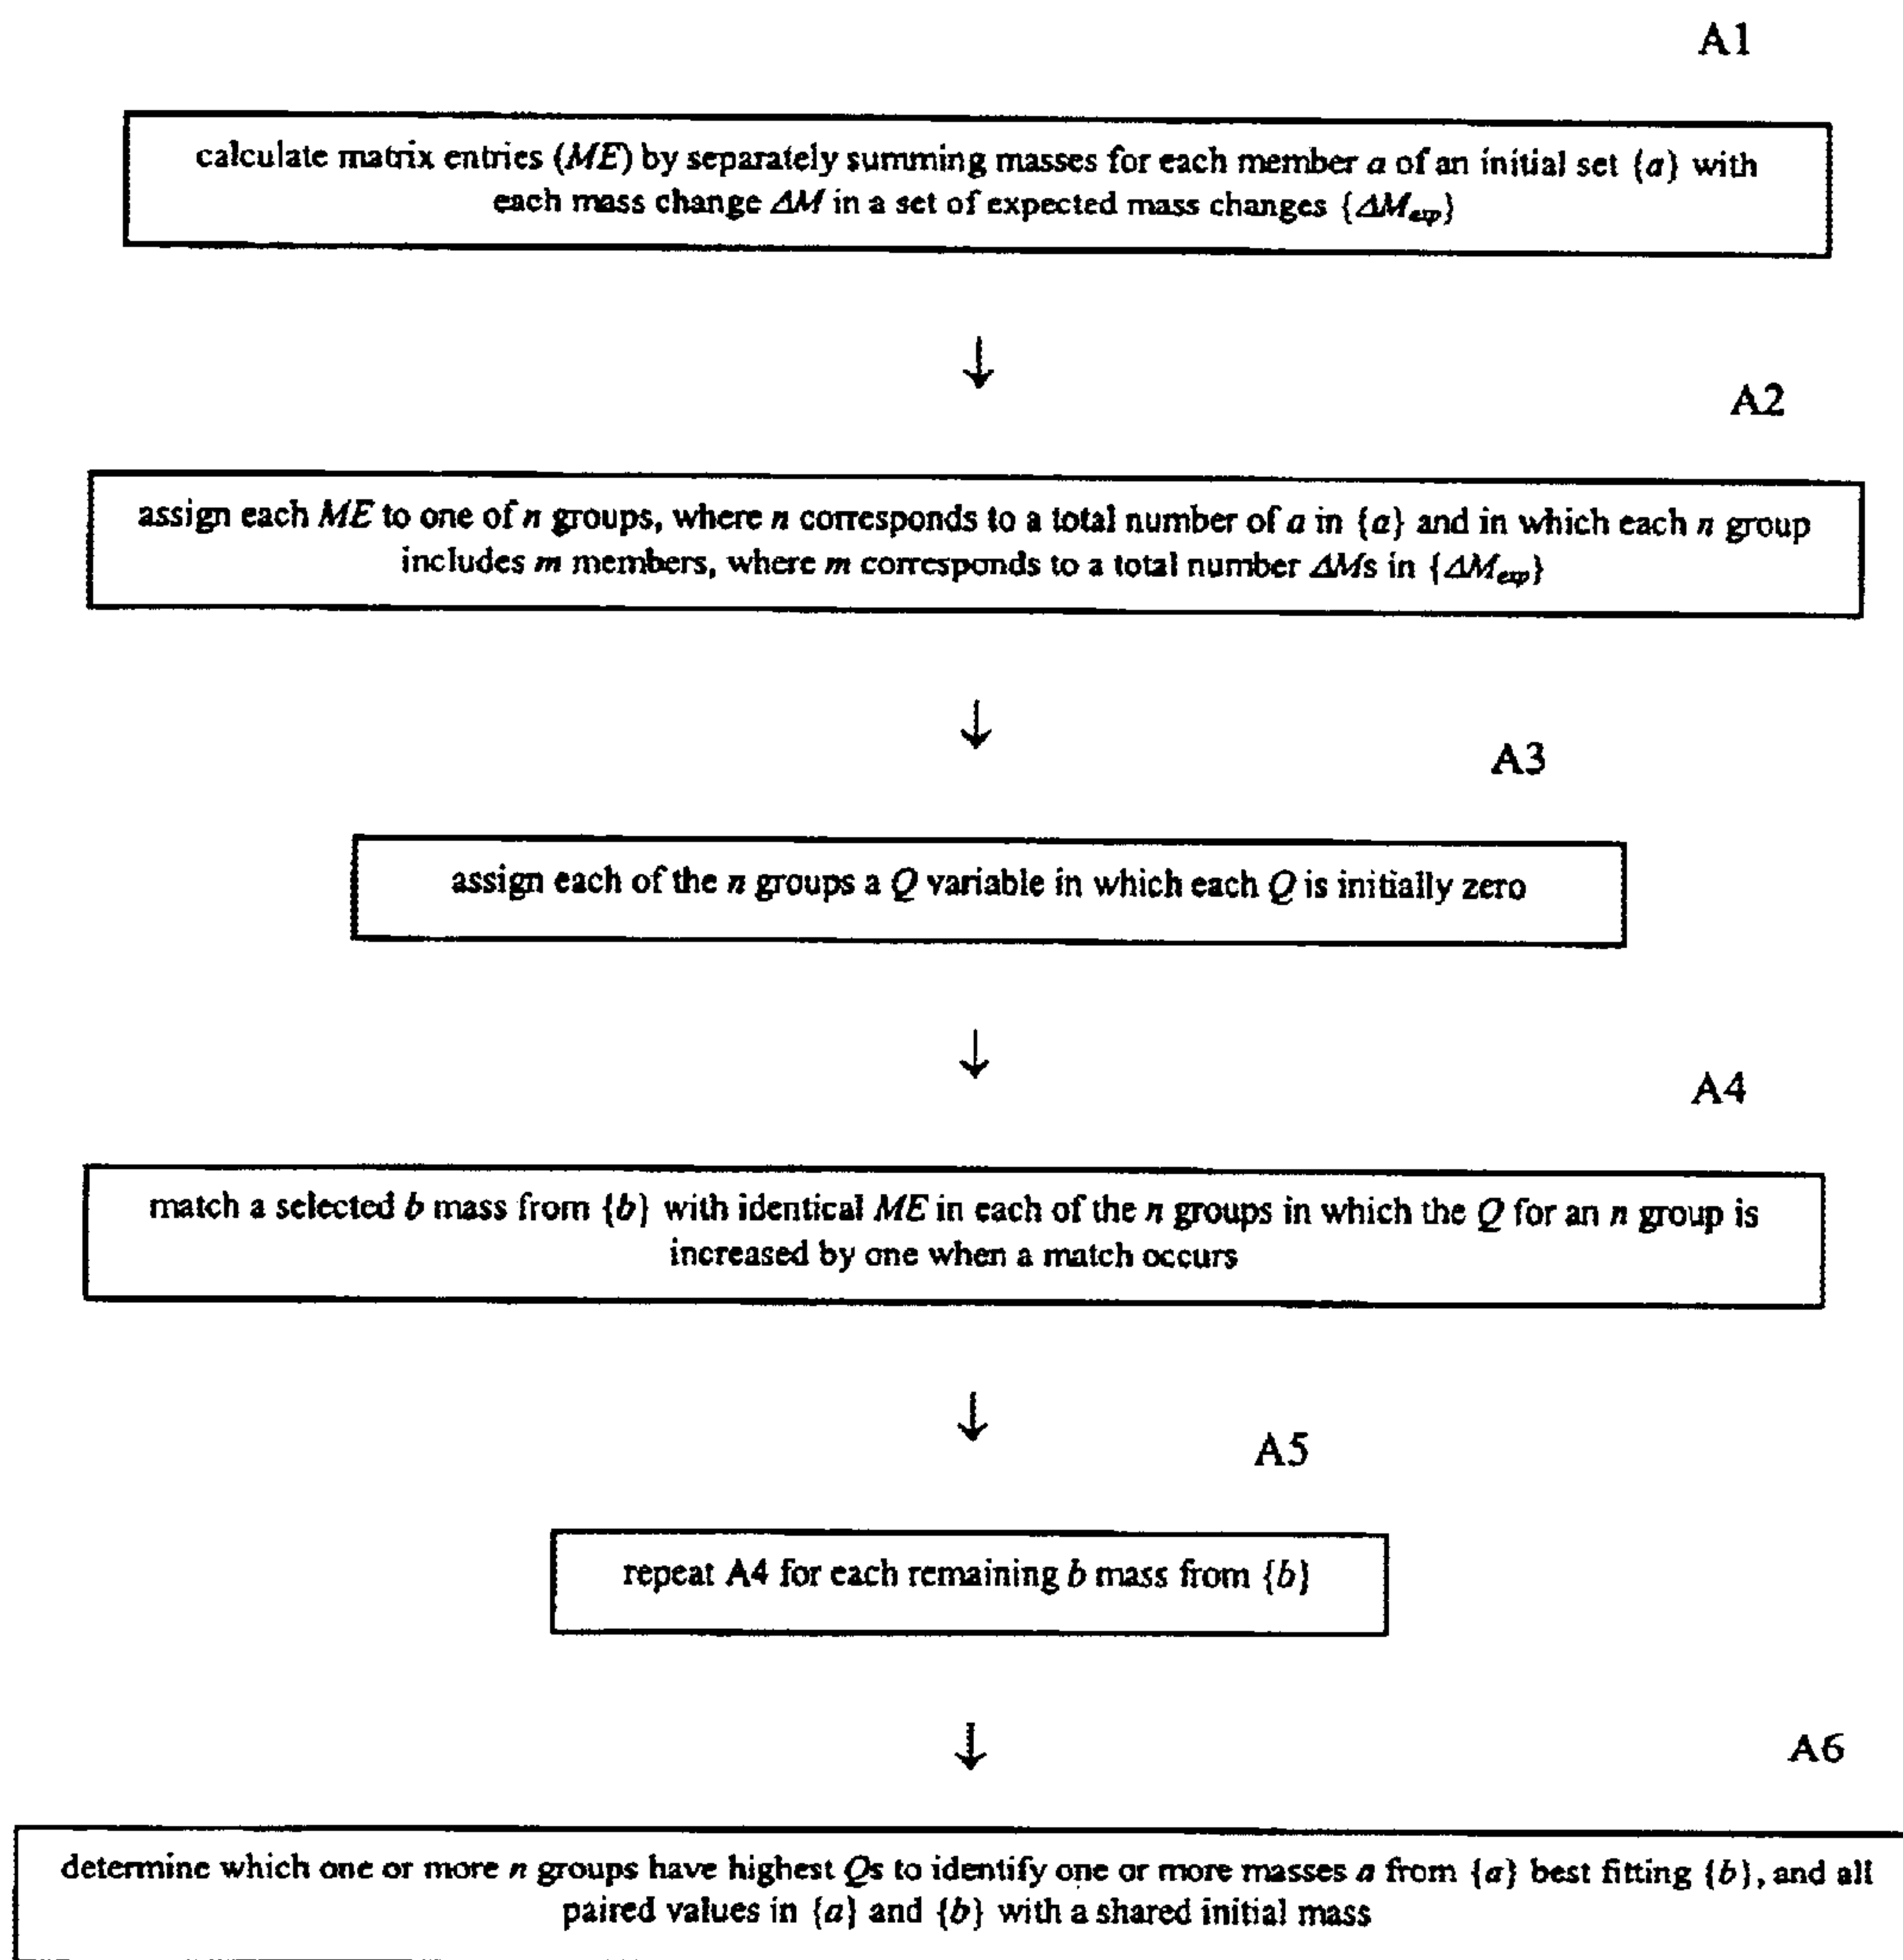 A1
calculate matrix entries (ME) by separately summing masses for each member a of an initial set {a} with
each mass change ΔM in a set of expected mass changes {ΔMexp}
↓
A2
assign each ME to one of n groups, where n corresponds to a total number of a in {a} and in which each n group
includes m members, where m corresponds to a total number ΔMs in {ΔMexp}
↓
A3
assign each of the n groups a Q variable in which each Q is initially zero
↓
A4
match a selected b mass from {b} with identical ME in each of the n groups in which the Q for an n group is
increased by one when a match occurs
↓
A5
repeat A4 for each remaining b mass from {b}
↓
A6
determine which one or more n groups have highest Qs to identify one or more masses a from {a} best fitting {b}, and all
paired values in {a} and {b} with a shared initial mass